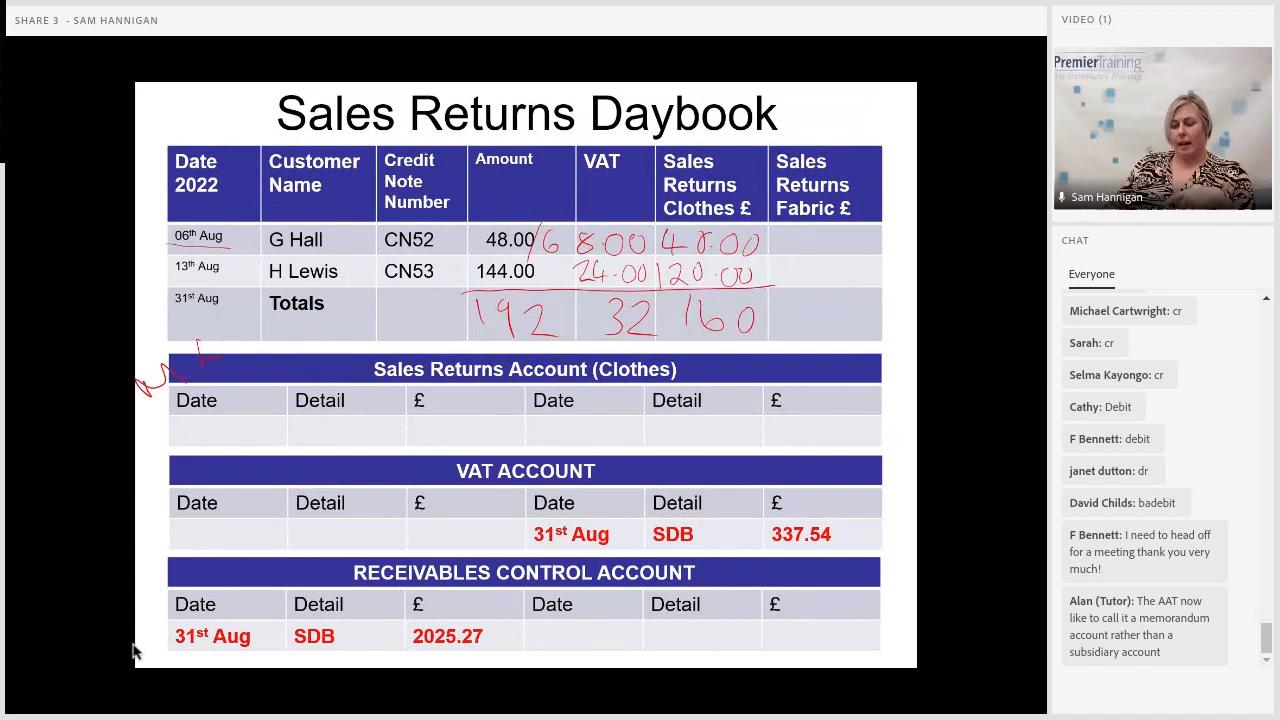 SHARE 3 - SAM HANNIGAN
Sales Returns Daybook
Date 2022 Customer Name Credit Note Number Amount VAT Sales Returns Clothes £ Sales Returns Fabric £
06th Aug G Hall CN52 48.00/6 8.00 40.00
13th Aug H Lewis CN53 144.00 24.00 120.00
31st Aug Totals 192 32 160
Sales Returns Account (Clothes)
Date Detail £ Date Detail £
VAT ACCOUNT
Date Detail £ Date Detail £
31st Aug SDB 337.54
RECEIVABLES CONTROL ACCOUNT
Date Detail £ Date Detail £
31st Aug SDB 2025.27
VIDEO (1)
PremierTraining
Sam Hannigan
CHAT
Everyone
Michael Cartwright: cr
Sarah: cr
Selma Kayongo: cr
Cathy: Debit
F Bennett: debit
janet dutton: dr
David Childs: badebit
F Bennett: I need to head off
for a meeting thank you very
much!
Alan (Tutor): The AAT now
like to call it a memorandum
account rather than a
subsidiary account